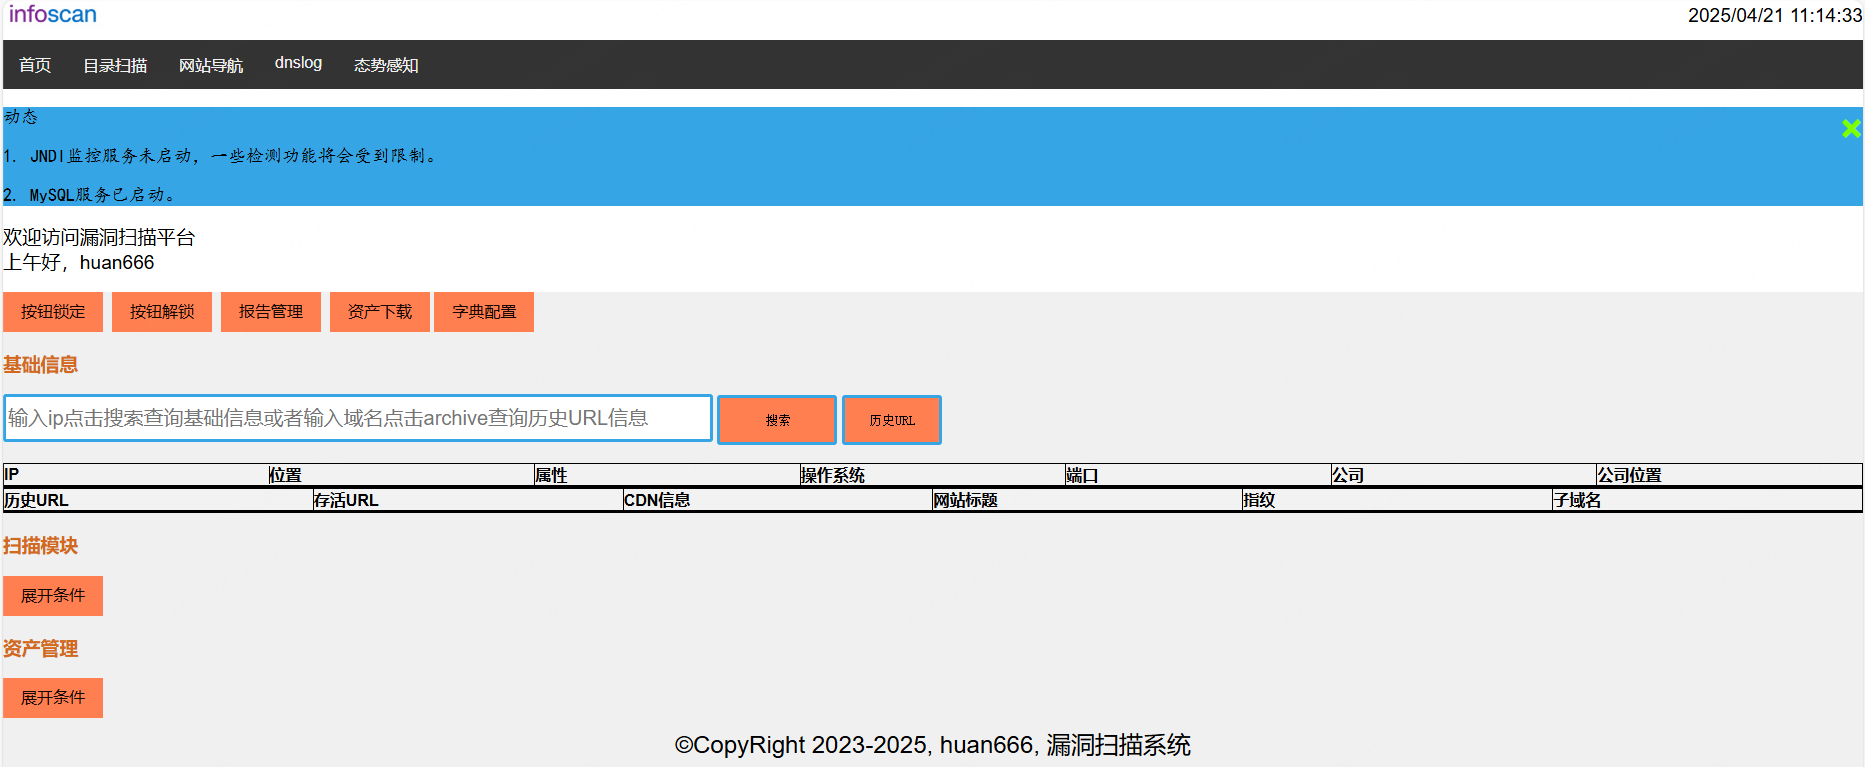 infoscan
2025/04/21 11:14:33
首页 目录扫描 网站导航 dnslog 态势感知
动态
1. JNDI监控服务未启动，一些检测功能将会受到限制。
2. MySQL服务已启动。
欢迎访问漏洞扫描平台
上午好，huan666
按钮锁定 按钮解锁 报告管理 资产下载 字典配置
基础信息
输入ip点击搜索查询基础信息或者输入域名点击archive查询历史URL信息 搜索 历史URL
IP 位置 属性 操作系统 端口 公司 公司位置
历史URL 存活URL CDN信息 网站标题 指纹 子域名
扫描模块
展开条件
资产管理
展开条件
©CopyRight 2023-2025, huan666, 漏洞扫描系统